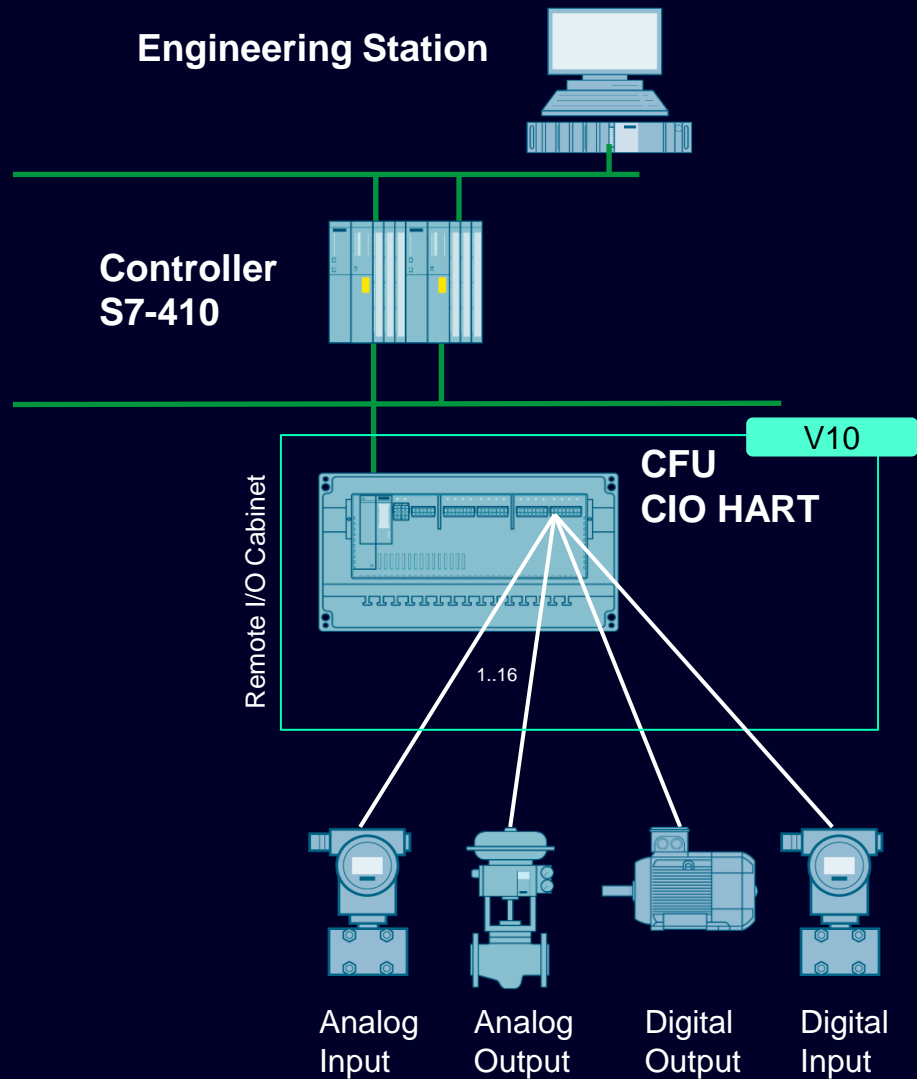 Engineering Station
Controller
S7-410
V10
CFU
CIO HART
Remote I/O Cabinet
1..16
Analog
Input
Analog
Output
Digital
Output
Digital
Input